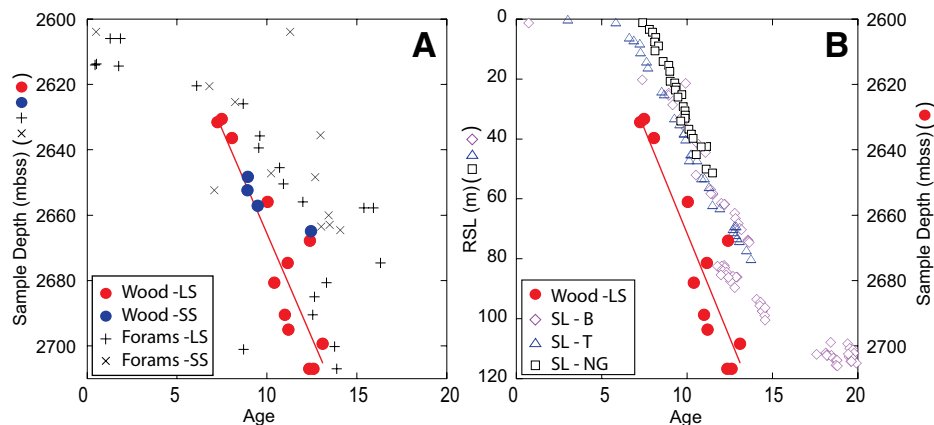 A
Sample Depth (mbss) (× + ● ●)
2600
2620
2640
2660
2680
2700
Wood -LS
Wood -SS
Forams -LS
Forams -SS
0
5
10
15
20
Age
B
RSL (m) (□ △ ◇)
0
20
40
60
80
100
120
Wood -LS
SL - B
SL - T
SL - NG
0
5
10
15
20
Age
2600
2620
2640
2660
2680
2700
Sample Depth (mbss) (●)